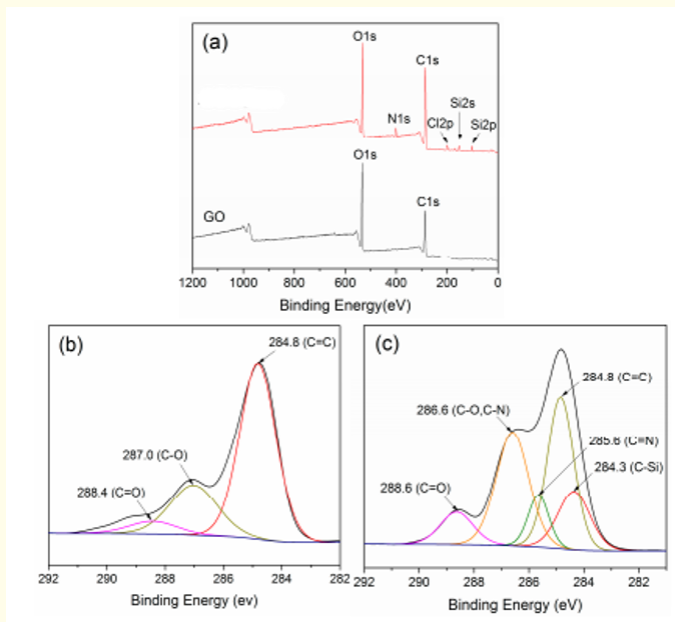 (a)
O1s
C1s
N1s
Cl2p
Si2s
Si2p
O1s
C1s
GO
1200 1000 800 600 400 200 0
Binding Energy(eV)
(b)
284.8 (C=C)
287.0 (C-O)
288.4 (C=O)
292 290 288 286 284 282
Binding Energy (ev)
(c)
284.8 (C=C)
286.6 (C-O,C-N)
285.6 (C=N)
284.3 (C-Si)
288.6 (C=O)
292 290 288 286 284 282
Binding Energy (eV)